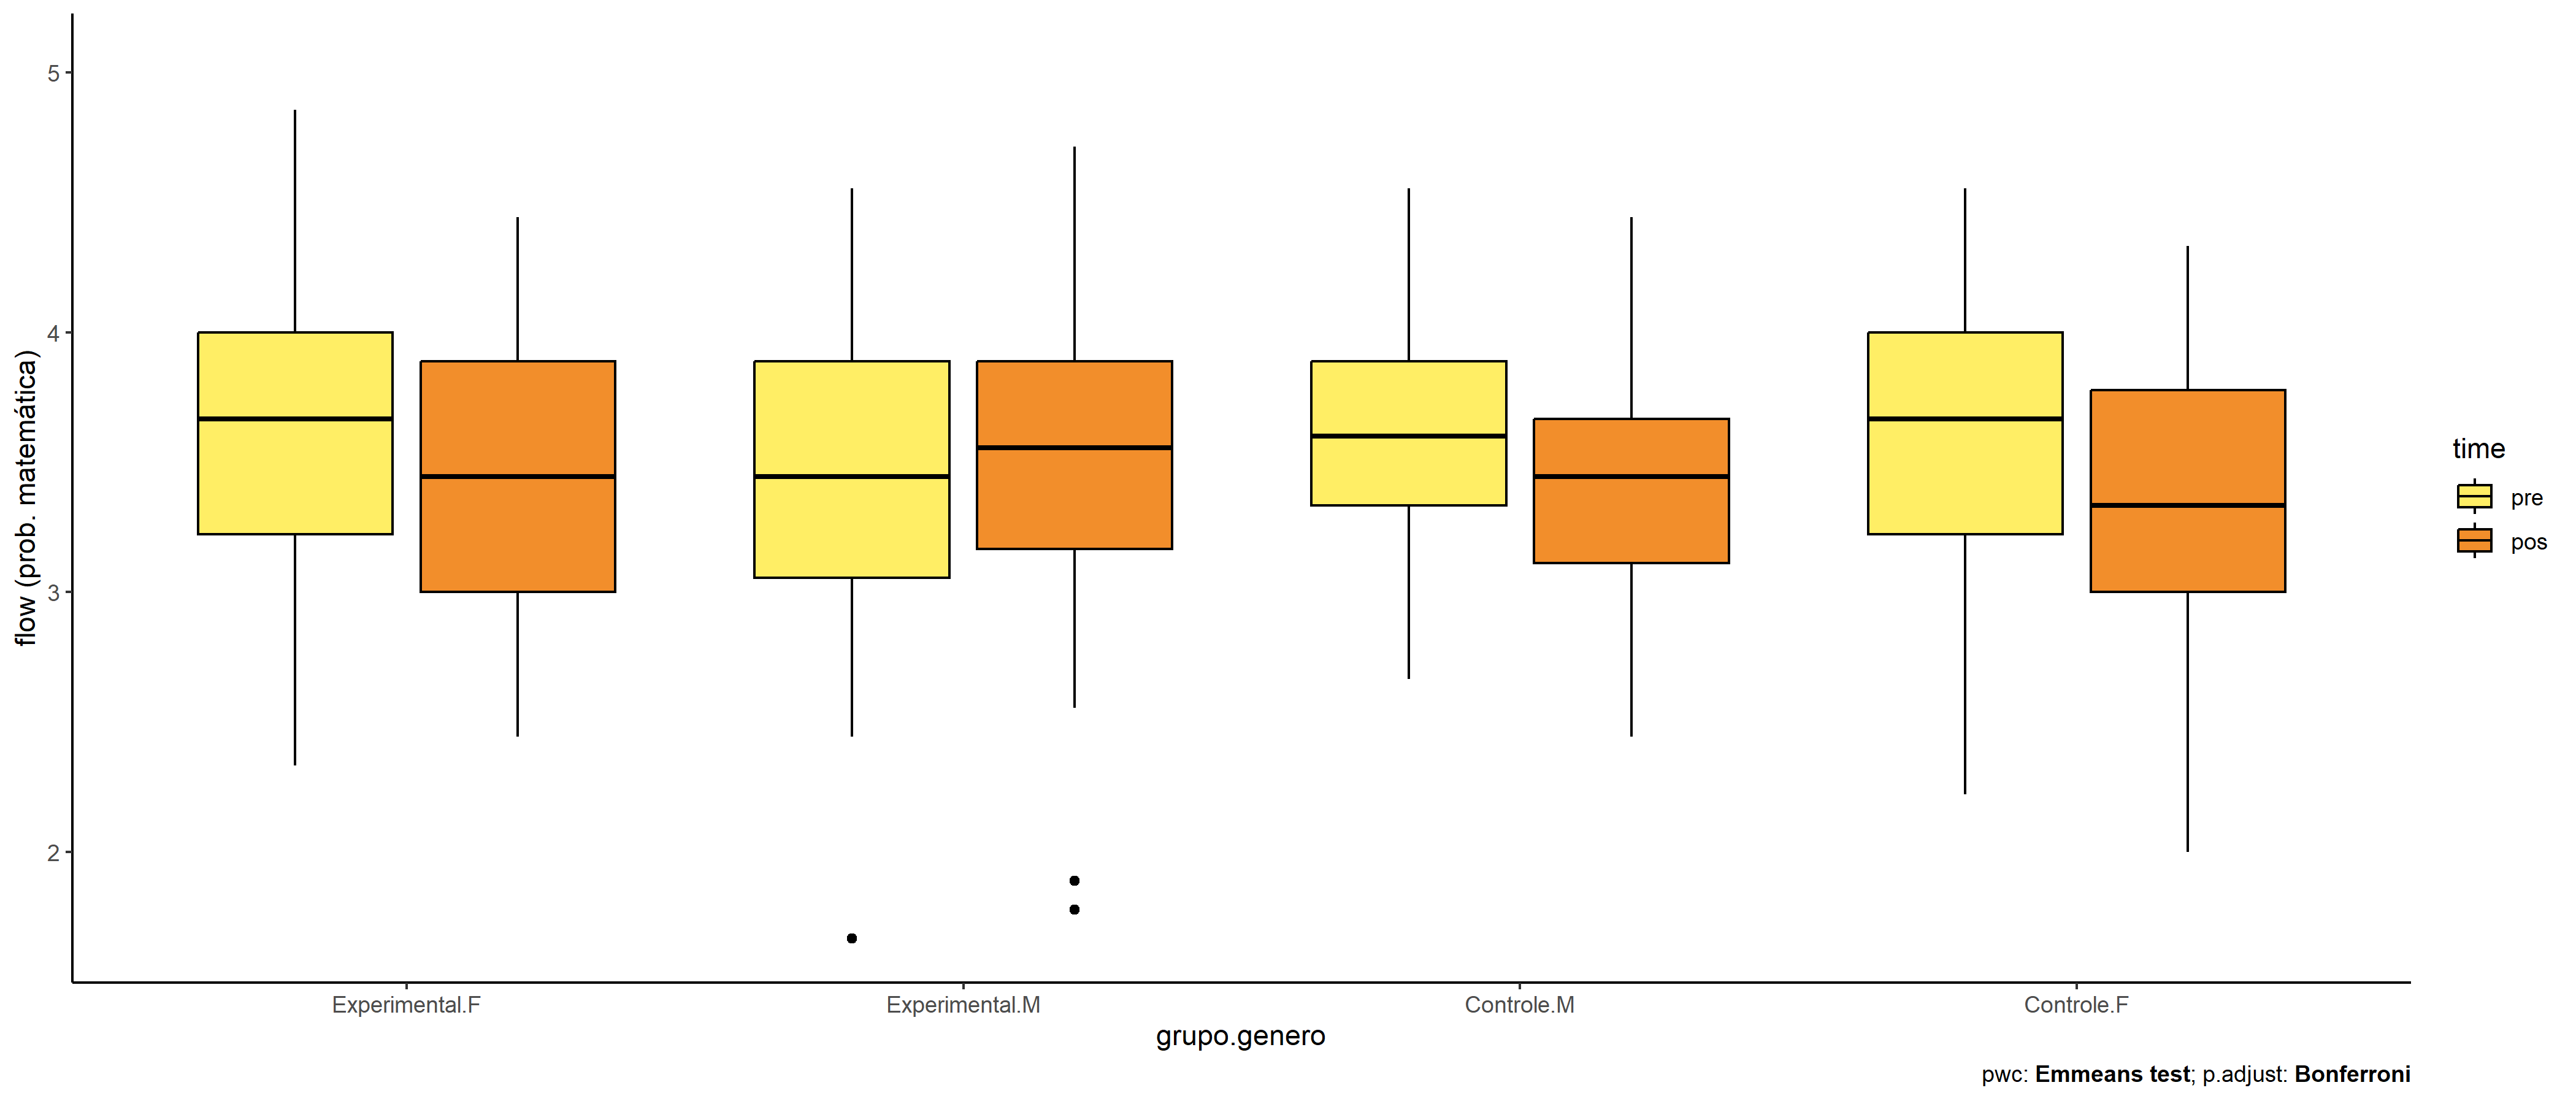 flow (prob. matemática)
5
4
3
2
Experimental.F
Experimental.M
Controle.M
Controle.F
grupo.genero
time
pre
pos
pwc: Emmeans test; p.adjust: Bonferroni